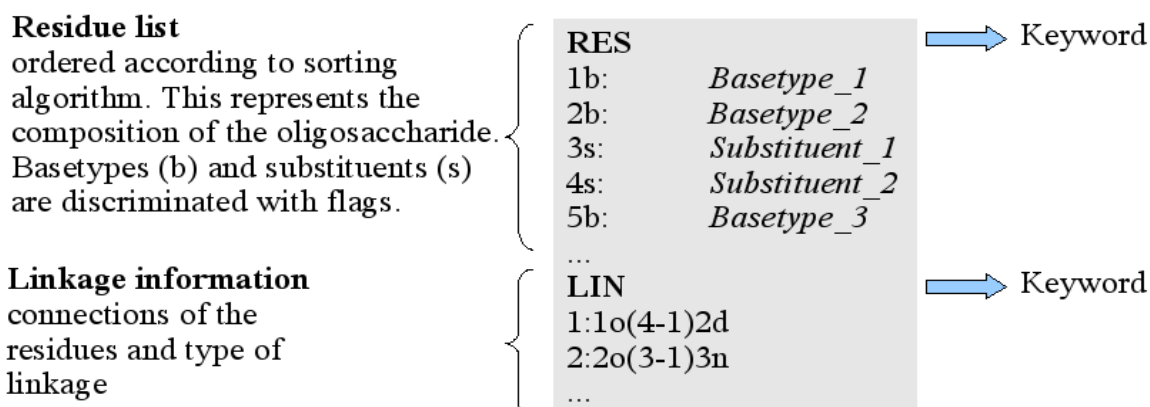 Residue list
ordered according to sorting
algorithm. This represents the
composition of the oligosaccharide.
Basetypes (b) and substituents (s)
are discriminated with flags.
RES
1b: Basetype_1
2b: Basetype_2
3s: Substituent_1
4s: Substituent_2
5b: Basetype_3
...
Keyword
Linkage information
connections of the
residues and type of
linkage
LIN
1:1o(4-1)2d
2:2o(3-1)3n
...
Keyword